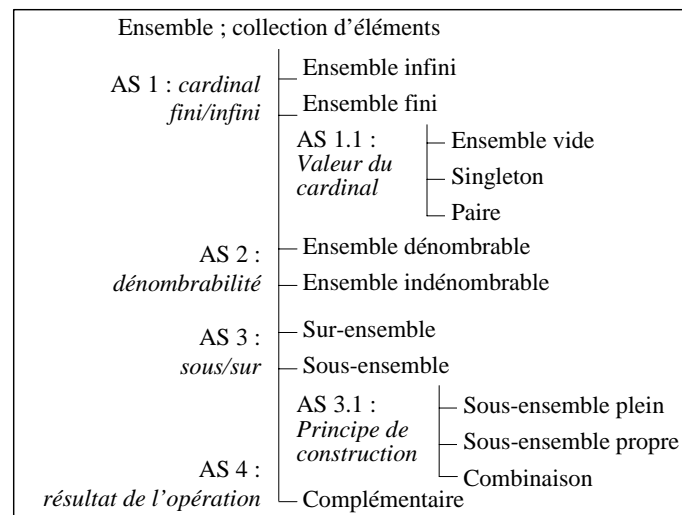 Ensemble ; collection d’éléments
AS 1 : cardinal
fini/infini
Ensemble infini
Ensemble fini
AS 1.1 :
Valeur du
cardinal
Ensemble vide
Singleton
Paire
AS 2 :
dénombrabilité
Ensemble dénombrable
Ensemble indénombrable
AS 3 :
sous/sur
Sur-ensemble
Sous-ensemble
AS 3.1 :
Principe de
construction
Sous-ensemble plein
Sous-ensemble propre
Combinaison
AS 4 :
résultat de l’opération
Complémentaire